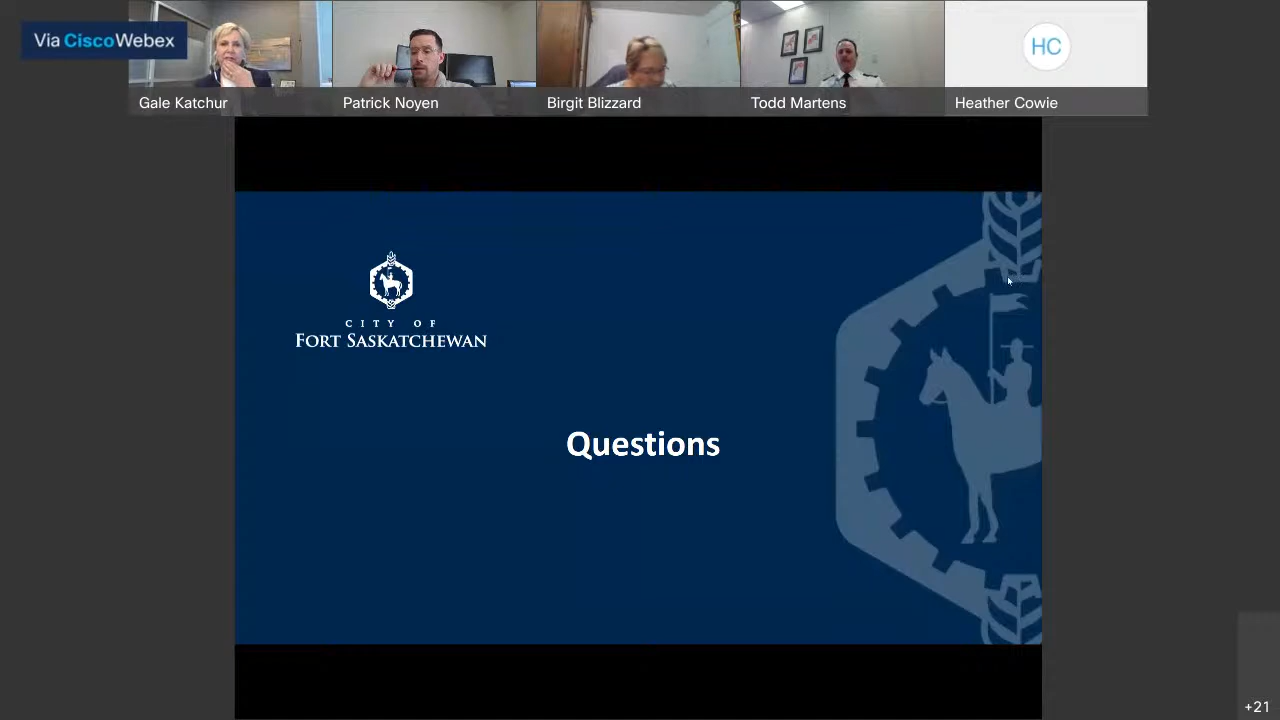 Via CiscoWebex
Gale Katchur
Patrick Noyen
Birgit Blizzard
Todd Martens
HC
Heather Cowie
CITY OF
FORT SASKATCHEWAN
Questions
+21